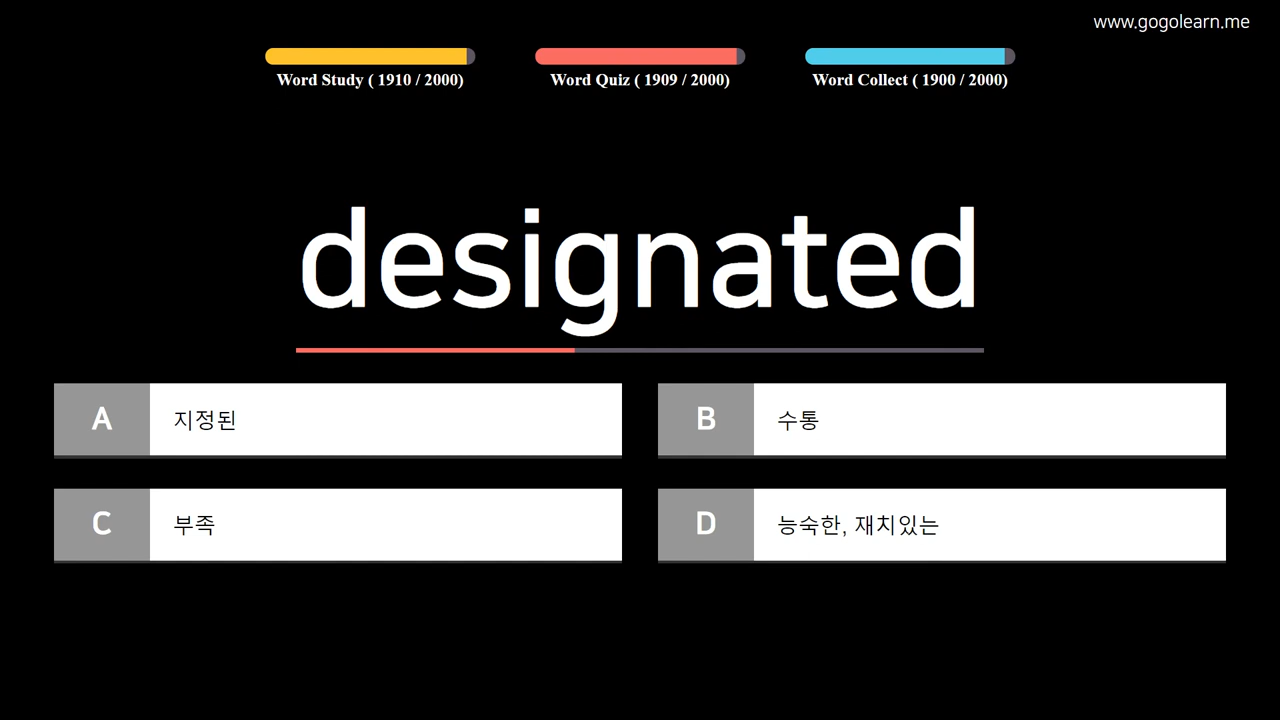 www.gogolearn.me
Word Study ( 1910 / 2000)
Word Quiz ( 1909 / 2000)
Word Collect ( 1900 / 2000)
designated
A 지정된
B 수통
C 부족
D 능숙한, 재치있는